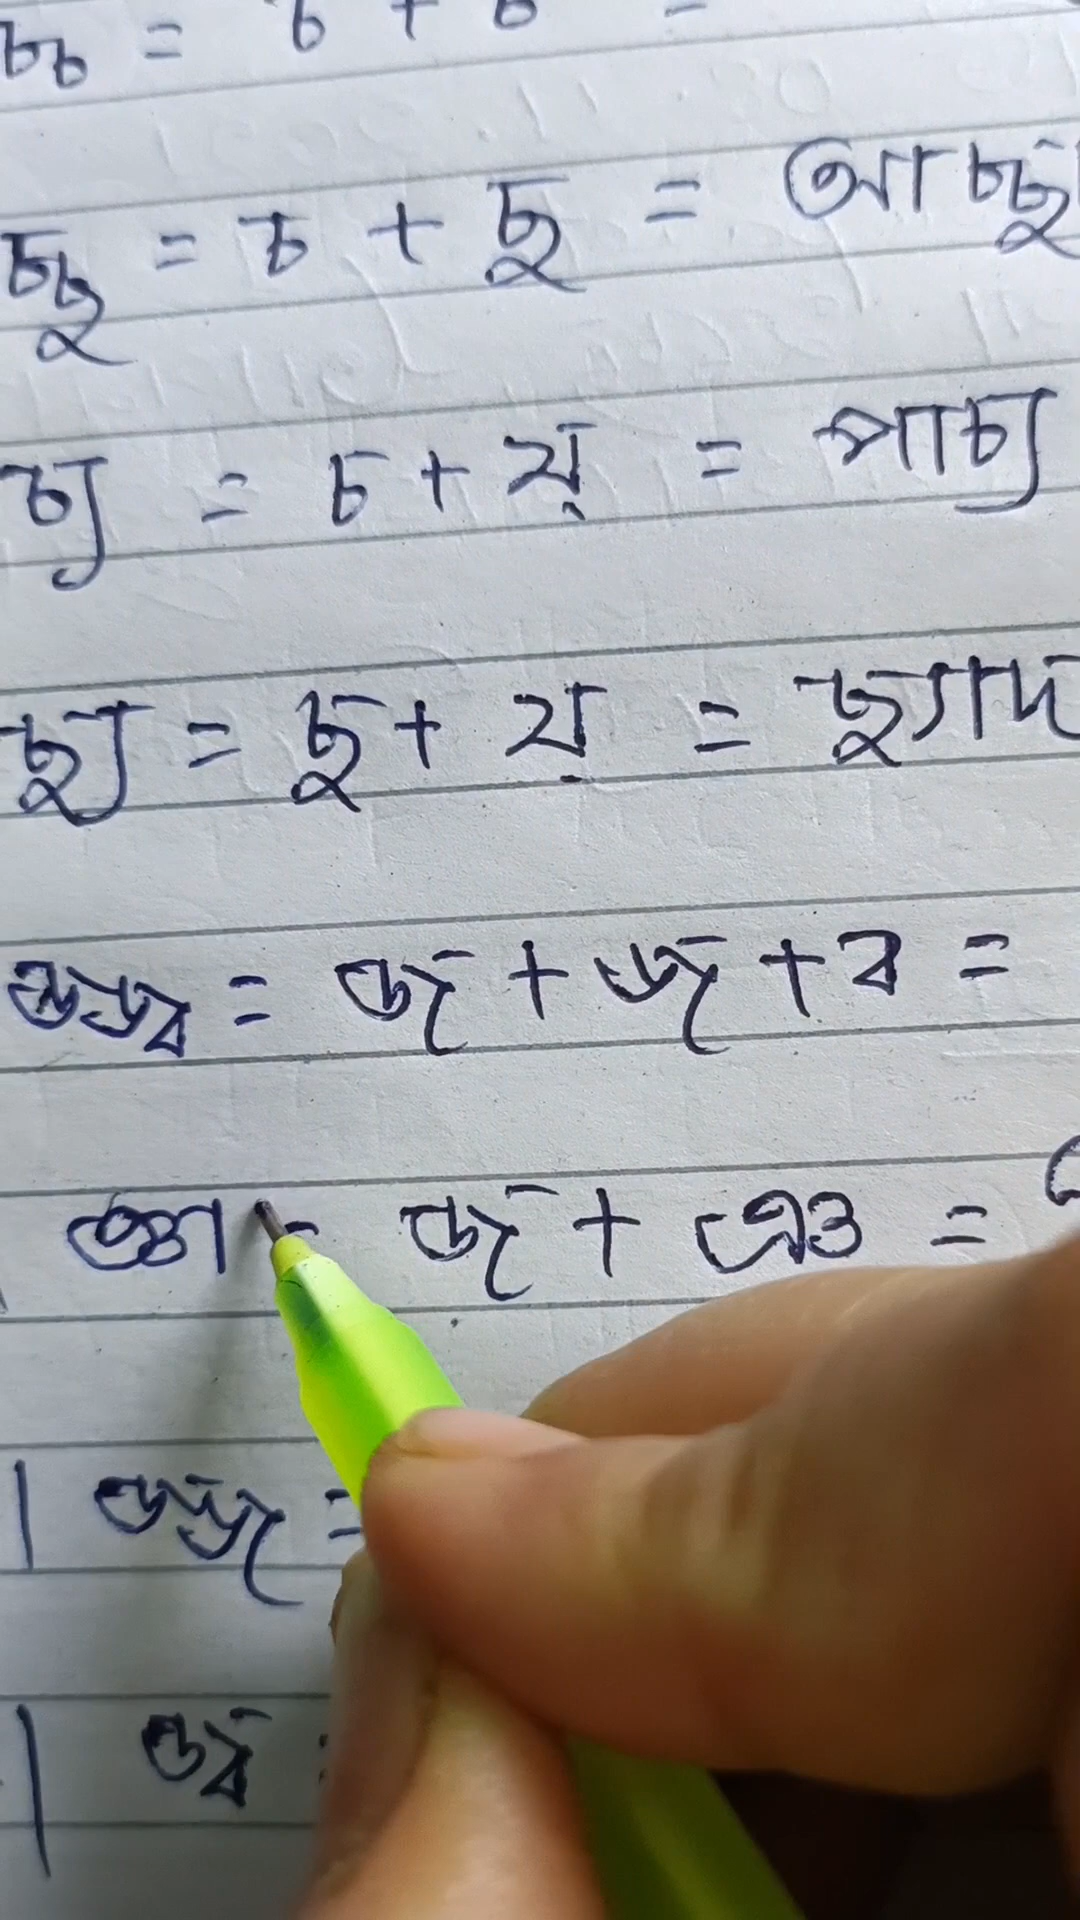 চ্চ = চ + চ =
চ্ছ = চ + ছ = আচ্ছ
চ্য = চ + য় = পাচ্য
ছ্য = ছ + য় = ছ্যাদ
জ্জ্ব = জ + জ + ব =
জ্ঞ = জ + ঞ =
| জ্জ =
| জ্ব